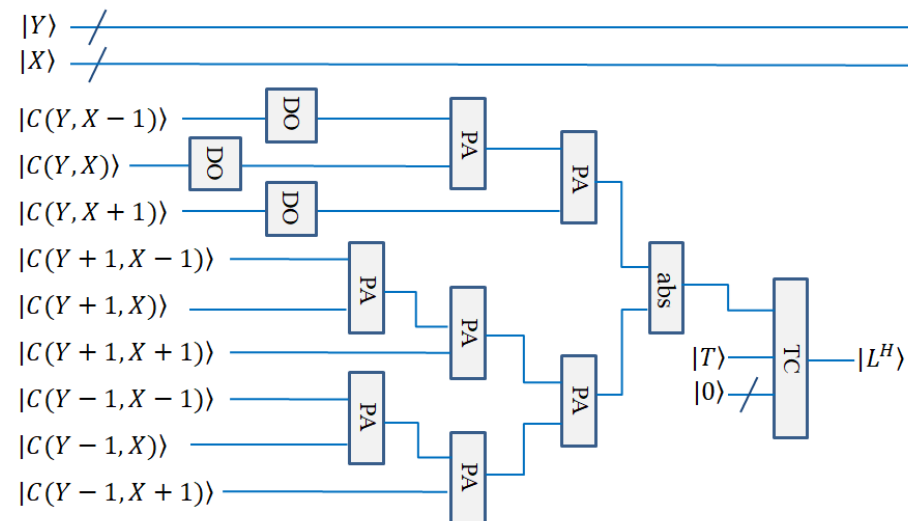 |Y⟩
|X⟩
|C(Y, X − 1)⟩ DO
|C(Y, X)⟩ DO PA PA
|C(Y, X + 1)⟩ DO
|C(Y + 1, X − 1)⟩
|C(Y + 1, X)⟩ PA PA abs
|C(Y + 1, X + 1)⟩
|T⟩ TC |L^H⟩
|C(Y − 1, X − 1)⟩ PA |0⟩
|C(Y − 1, X)⟩ PA PA
|C(Y − 1, X + 1)⟩